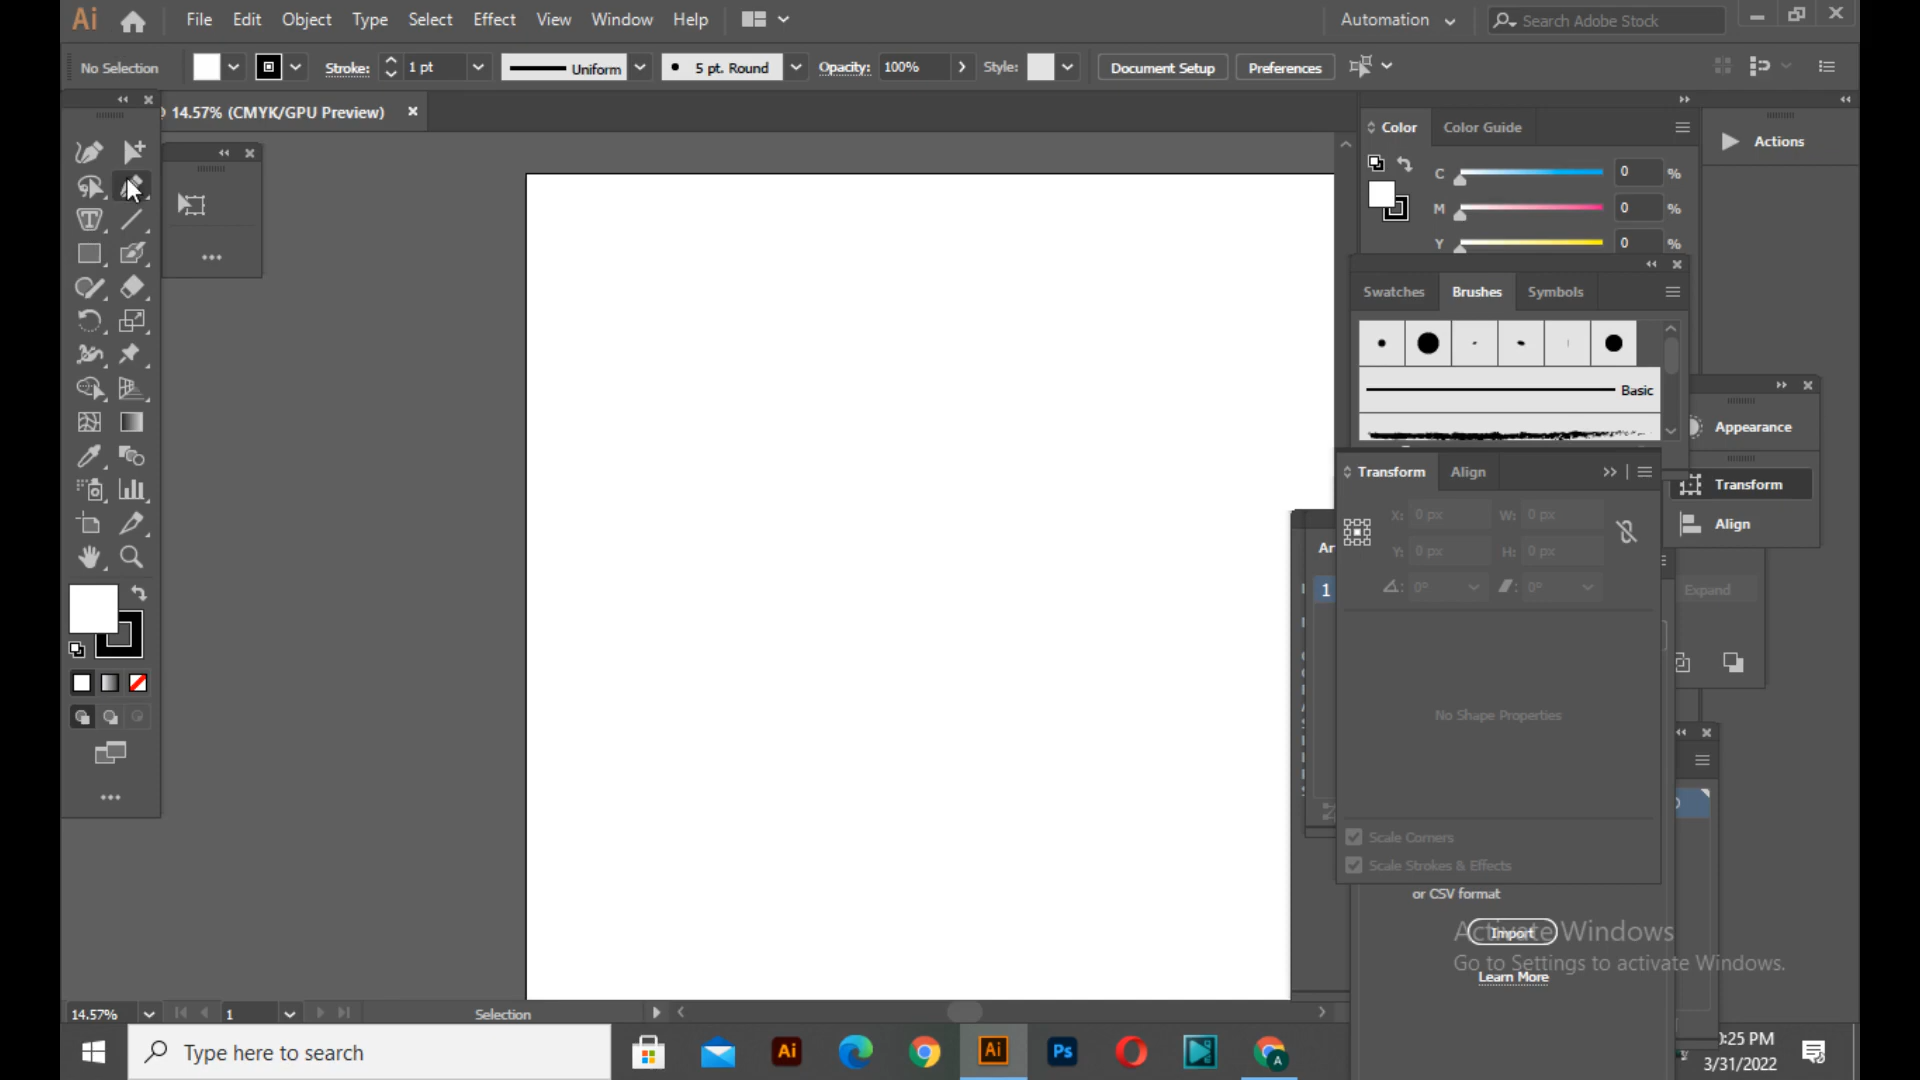 Ai File Edit Object Type Select Effect View Window Help Automation Search Adobe Stock
No Selection Stroke: 1 pt Uniform 5 pt. Round Opacity: 100% Style: Document Setup Preferences
14.57% (CMYK/GPU Preview)
Color Color Guide
Actions
C 0 %
M 0 %
Y 0 %
Swatches Brushes Symbols
Basic
Appearance
Transform Align
Transform
Align
X: 0 px W: 0 px
Y: 0 px H: 0 px
0° 0°
Ar
1
Expand
No Shape Properties
Scale Corners
Scale Strokes & Effects
or CSV format
Import
Learn More
Activate Windows
Go to Settings to activate Windows.
14.57% 1 Selection
Type here to search
Ai Ai Ps A
:25 PM
3/31/2022